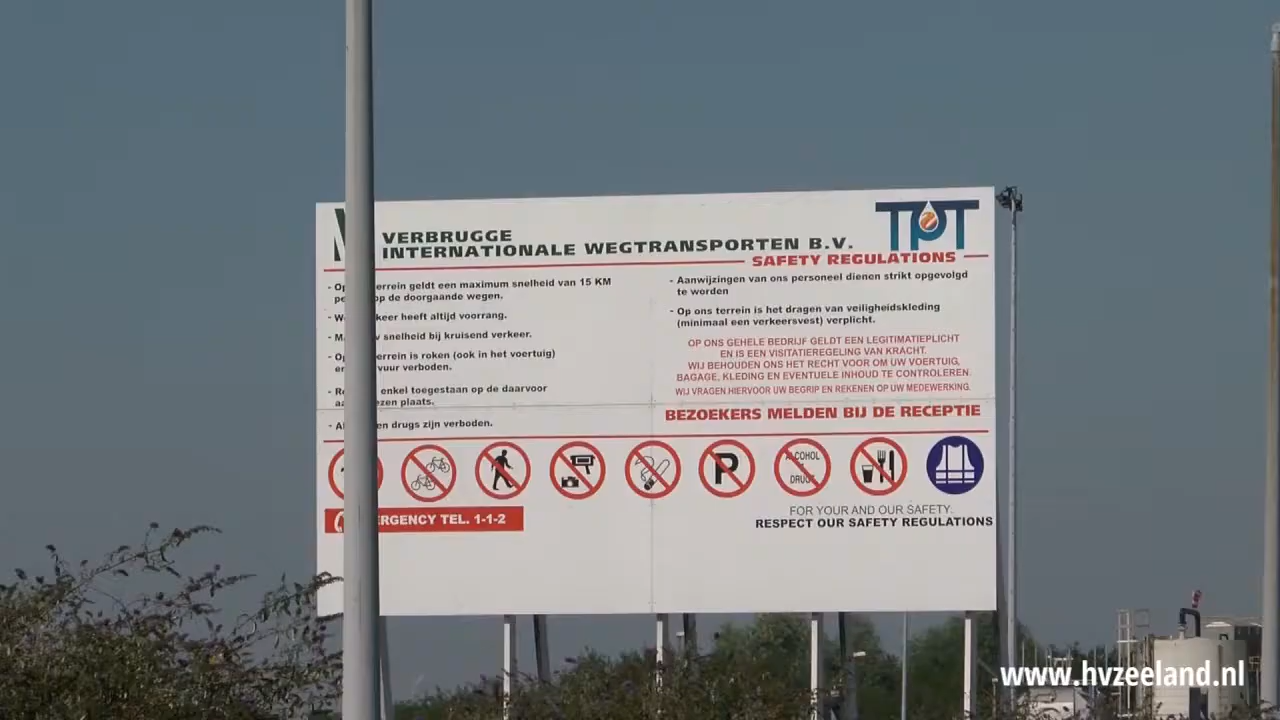 VERBRUGGE
INTERNATIONALE WEGTRANSPORTEN B.V.
TPT
SAFETY REGULATIONS
- Op terrein geldt een maximum snelheid van 15 KM
op de doorgaande wegen.
heeft altijd voorrang.
snelheid bij kruisend verkeer.
- Op terrein is roken (ook in het voertuig)
en vuur verboden.
enkel toegestaan op de daarvoor
plaats.
en drugs zijn verboden.
- Aanwijzingen van ons personeel dienen strikt opgevolgd
te worden
- Op ons terrein is het dragen van veiligheidskleding
(minimaal een verkeersvest) verplicht.
OP ONS GEHELE BEDRIJF GELDT EEN LEGITIMATIEPLICHT
EN IS EEN VISITATIEREGELING VAN KRACHT.
WIJ BEHOUDEN ONS HET RECHT VOOR OM UW VOERTUIG,
BAGAGE, KLEDING EN EVENTUELE INHOUD TE CONTROLEREN.
WIJ VRAGEN HIERVOOR UW BEGRIP EN REKENEN OP UW MEDEWERKING.
BEZOEKERS MELDEN BIJ DE RECEPTIE
P
ALCOHOL
DRUGS
ERGENCY TEL. 1-1-2
FOR YOUR AND OUR SAFETY.
RESPECT OUR SAFETY REGULATIONS
www.hvzeeland.nl